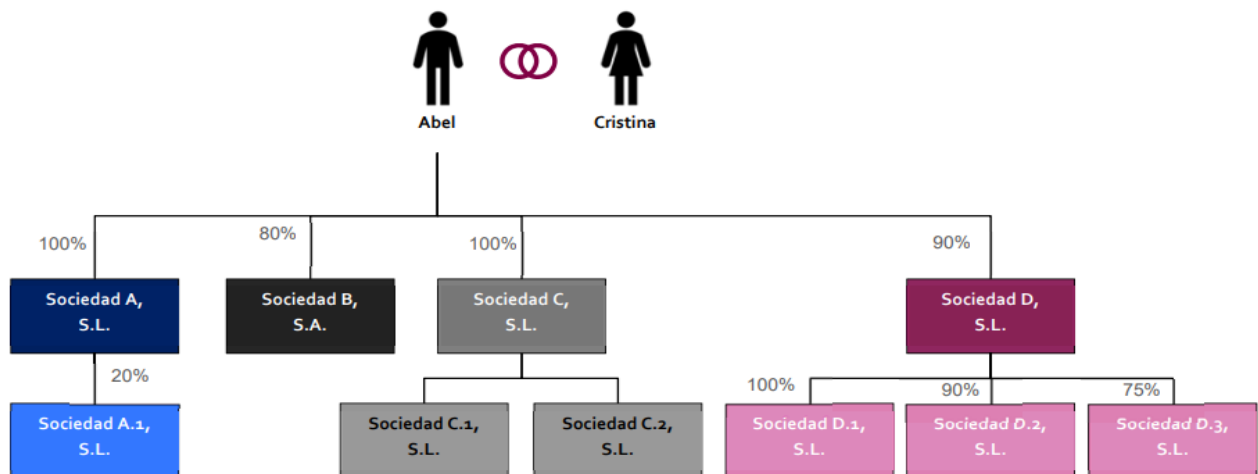 Abel
Cristina
100%
80%
100%
90%
Sociedad A,
S.L.
Sociedad B,
S.A.
Sociedad C,
S.L.
Sociedad D,
S.L.
20%
100%
90%
75%
Sociedad A.1,
S.L.
Sociedad C.1,
S.L.
Sociedad C.2,
S.L.
Sociedad D.1,
S.L.
Sociedad D.2,
S.L.
Sociedad D.3,
S.L.